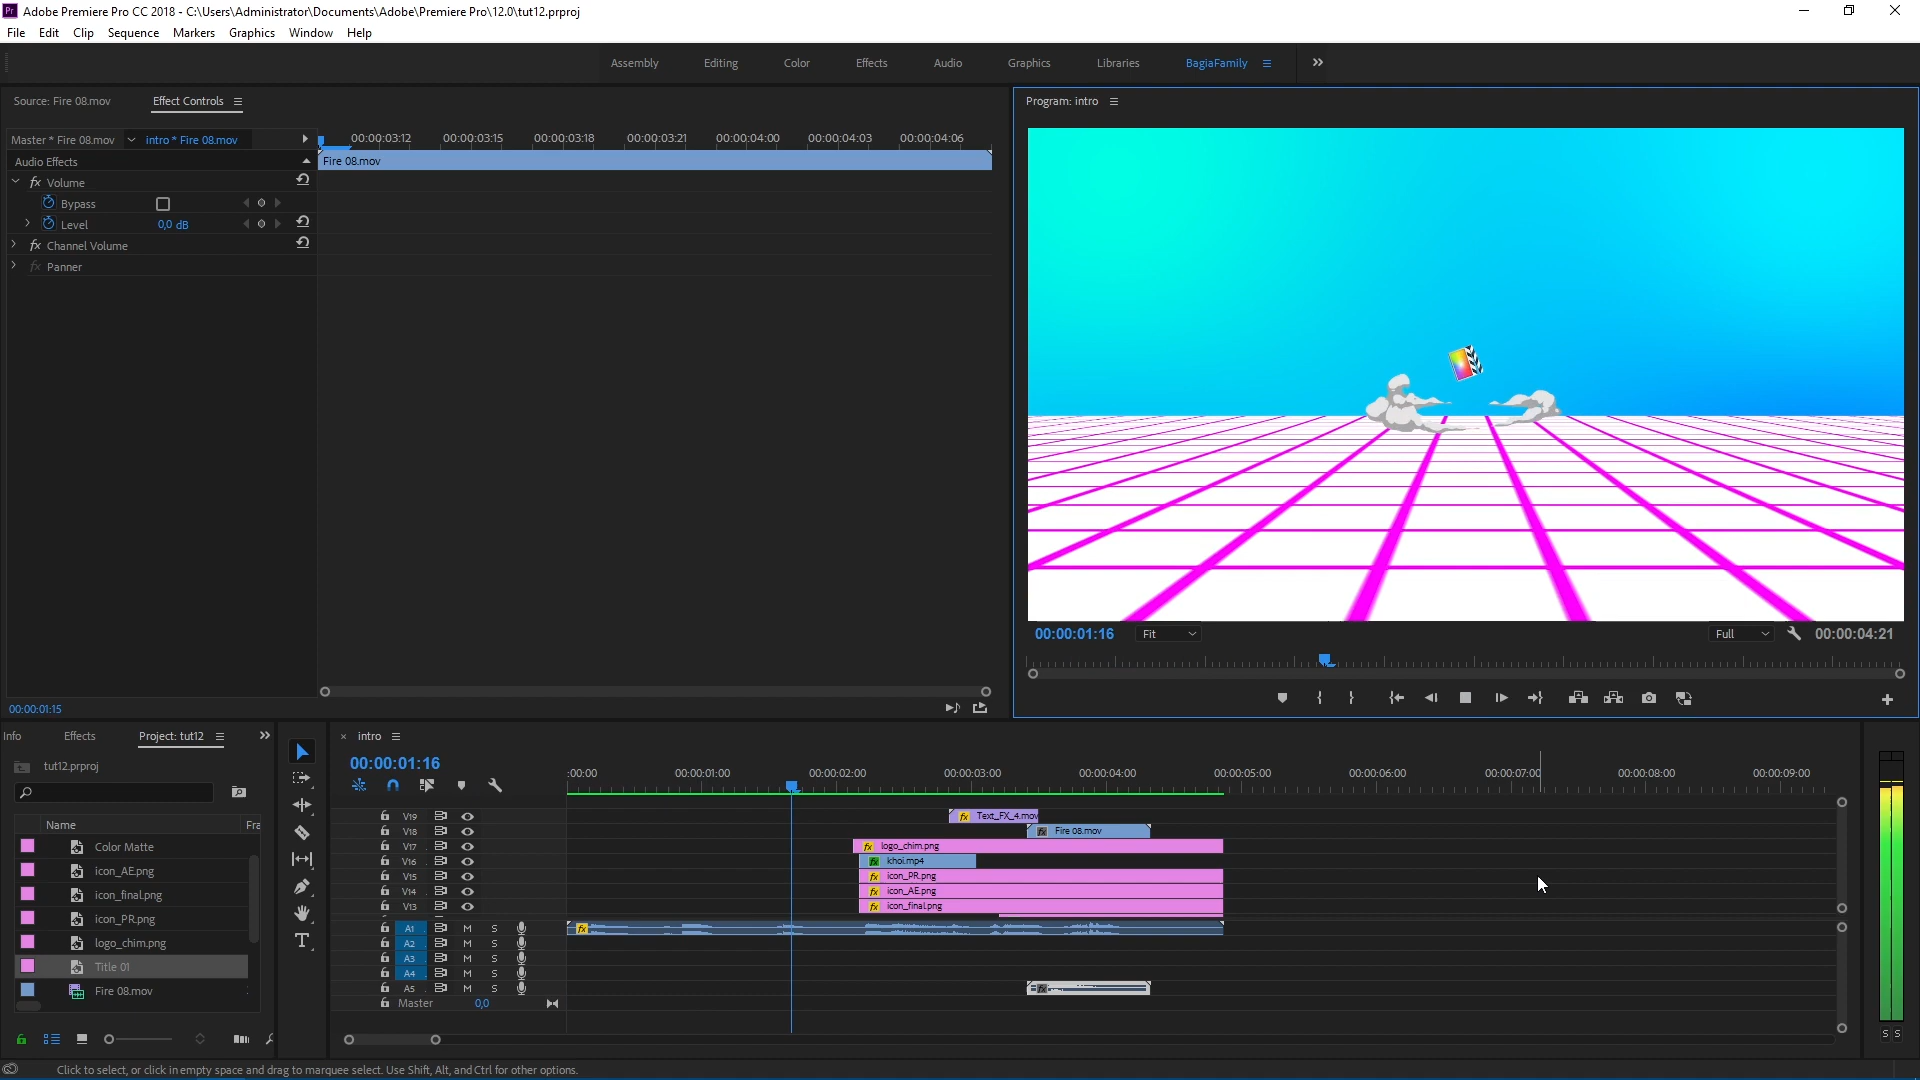 Pr Adobe Premiere Pro CC 2018 - C:\Users\Administrator\Documents\Adobe\Premiere Pro\12.0\tut12.prproj
File Edit Clip Sequence Markers Graphics Window Help
Assembly Editing Color Effects Audio Graphics Libraries BagiaFamily
Source: Fire 08.mov Effect Controls
Program: intro
Master * Fire 08.mov intro * Fire 08.mov
00:00:03:12 00:00:03:15 00:00:03:18 00:00:03:21 00:00:04:00 00:00:04:03 00:00:04:06
Audio Effects
Fire 08.mov
fx Volume
Bypass
Level 0,0 dB
fx Channel Volume
fx Panner
00:00:01:16 Fit Full 00:00:04:21
00:00:01:15
Info Effects Project: tut12
tut12.prproj
Name Fra
Color Matte
icon_AE.png
icon_final.png
icon_PR.png
logo_chim.png
Title 01
Fire 08.mov
× intro
00:00:01:16
:00:00 00:00:01:00 00:00:02:00 00:00:03:00 00:00:04:00 00:00:05:00 00:00:06:00 00:00:07:00 00:00:08:00 00:00:09:00
V19 fx Text_FX_4.mov
V18 fx Fire 08.mov
V17 fx logo_chim.png
V16 fx khoi.mp4
V15 fx icon_PR.png
V14 fx icon_AE.png
V13 fx icon_final.png
A1 M S fx
A2 M S
A3 M S
A4 M S
A5 M S fx
Master 0,0
S S
Click to select, or click in empty space and drag to marquee select. Use Shift, Alt, and Ctrl for other options.